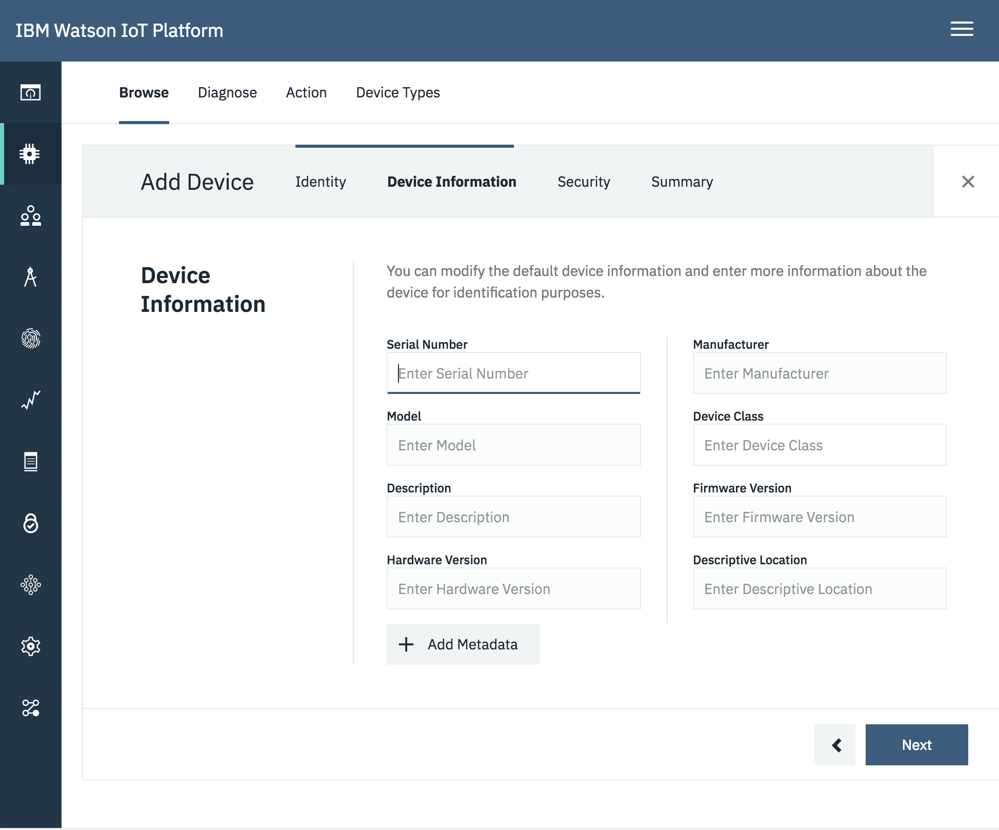 IBM Watson IoT Platform
Browse Diagnose Action Device Types
Add Device Identity Device Information Security Summary
Device
Information
You can modify the default device information and enter more information about the
device for identification purposes.
Serial Number
Enter Serial Number
Manufacturer
Enter Manufacturer
Model
Enter Model
Device Class
Enter Device Class
Description
Enter Description
Firmware Version
Enter Firmware Version
Hardware Version
Enter Hardware Version
Descriptive Location
Enter Descriptive Location
Add Metadata
Next